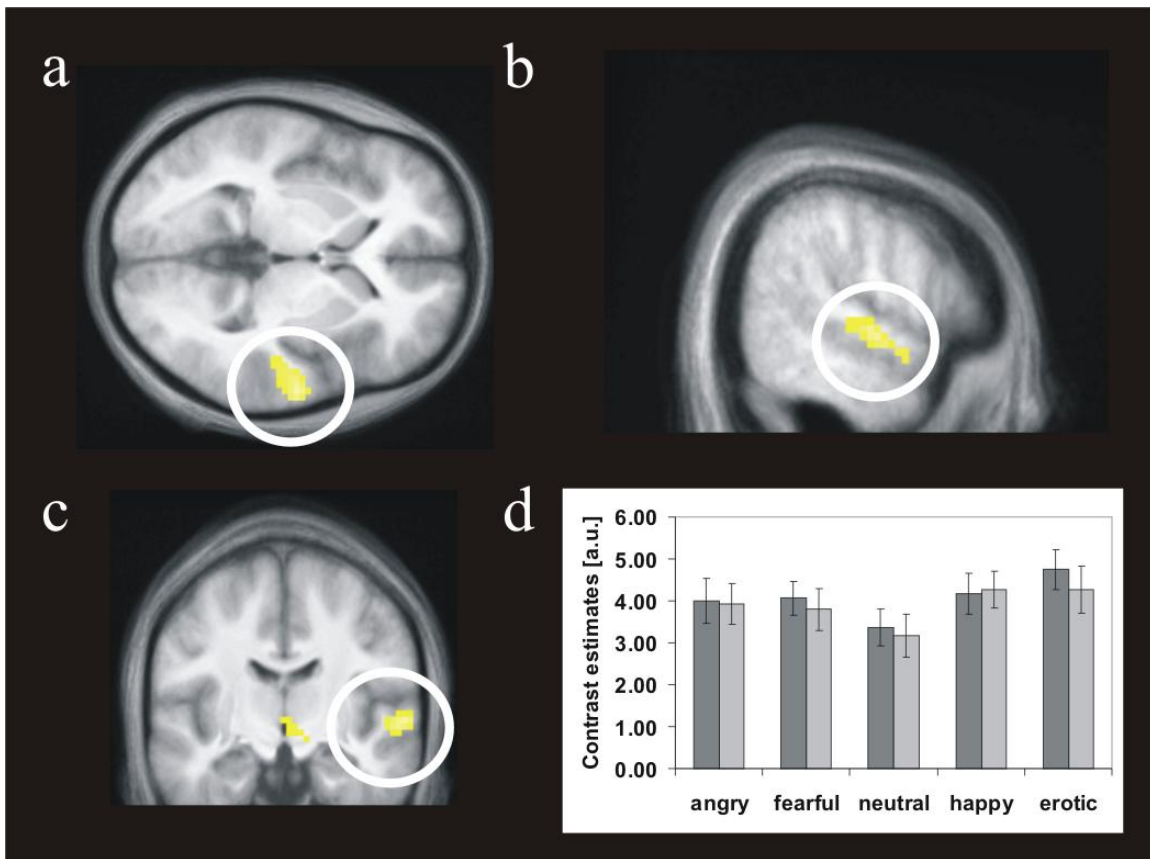 a
b
c
d
Contrast estimates [a.u.]
6.00
5.00
4.00
3.00
2.00
1.00
0.00
angry fearful neutral happy erotic